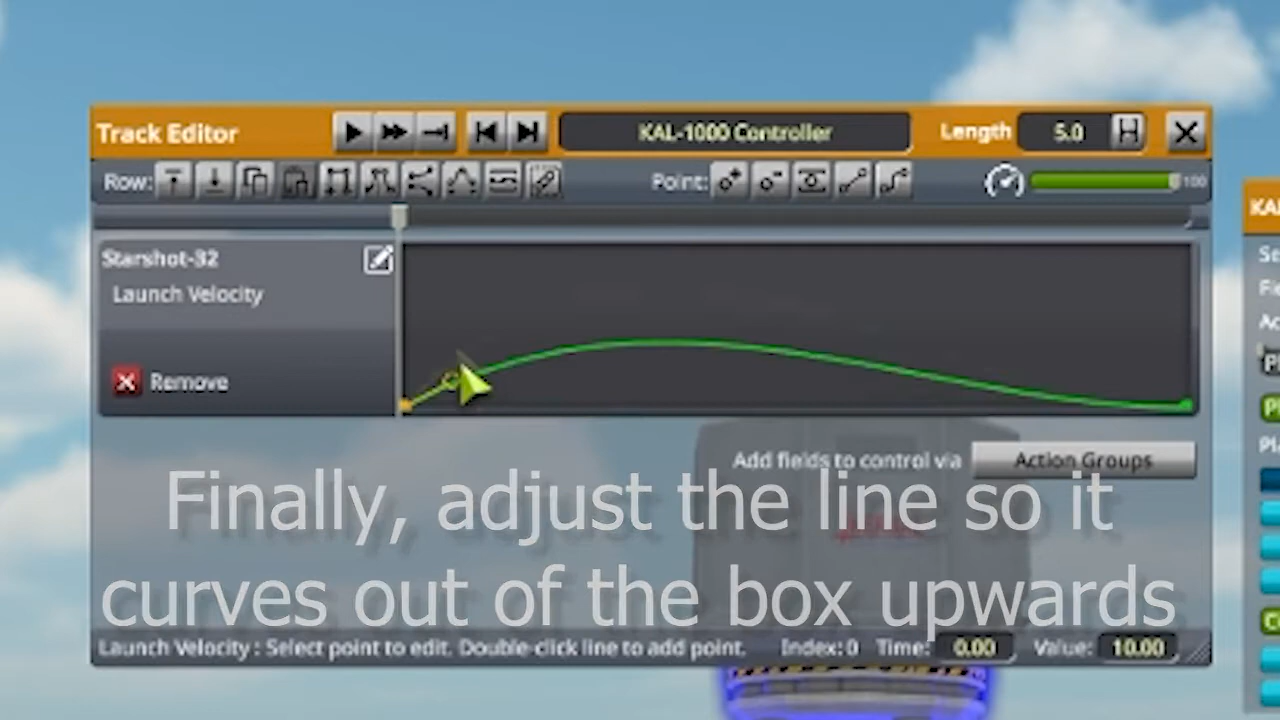 Track Editor
KAL-1000 Controller
Length 5.0
Row:
Point:
100
Starshot-32
Launch Velocity
Remove
Add fields to control via Action Groups
Finally, adjust the line so it
curves out of the box upwards
Launch Velocity : Select point to edit. Double-click line to add point. Index: 0 Time: 0.00 Value: 10.00